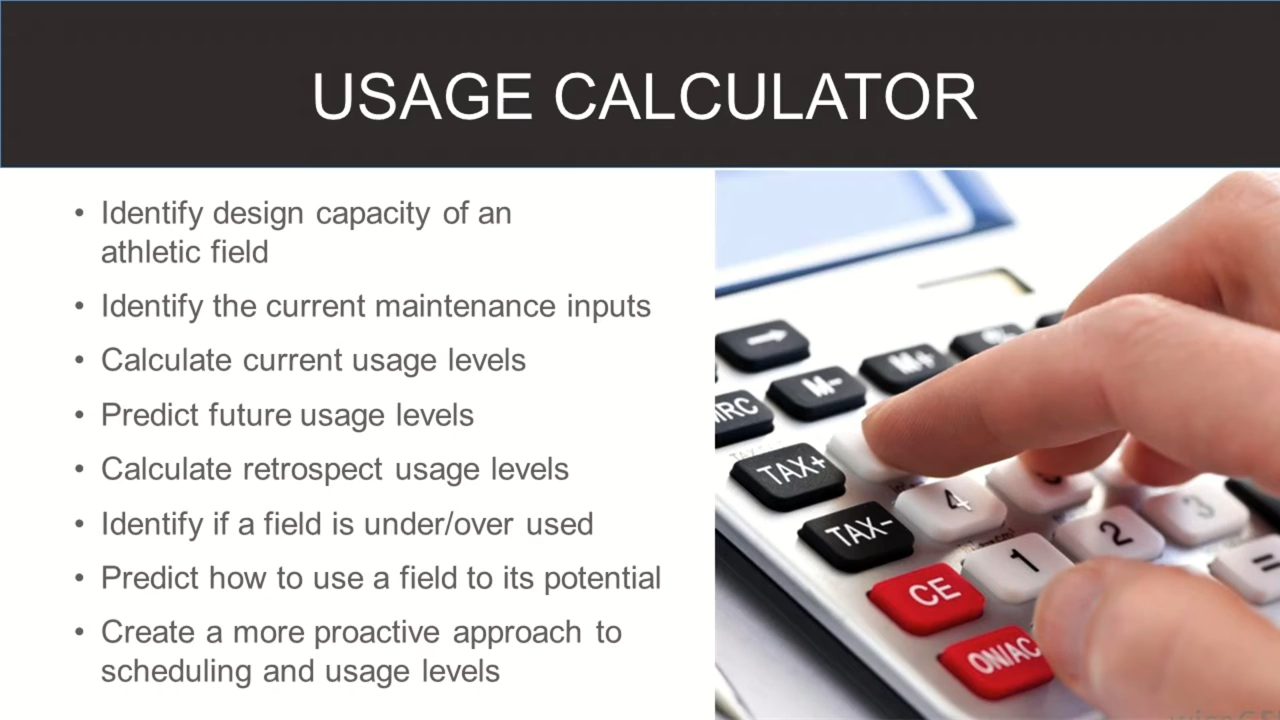 USAGE CALCULATOR
• Identify design capacity of an
athletic field
• Identify the current maintenance inputs
• Calculate current usage levels
• Predict future usage levels
• Calculate retrospect usage levels
• Identify if a field is under/over used
• Predict how to use a field to its potential
• Create a more proactive approach to
scheduling and usage levels
M+
M-
MRC
TAX+
4
3
TAX-
2
1
=
CE
ON/AC